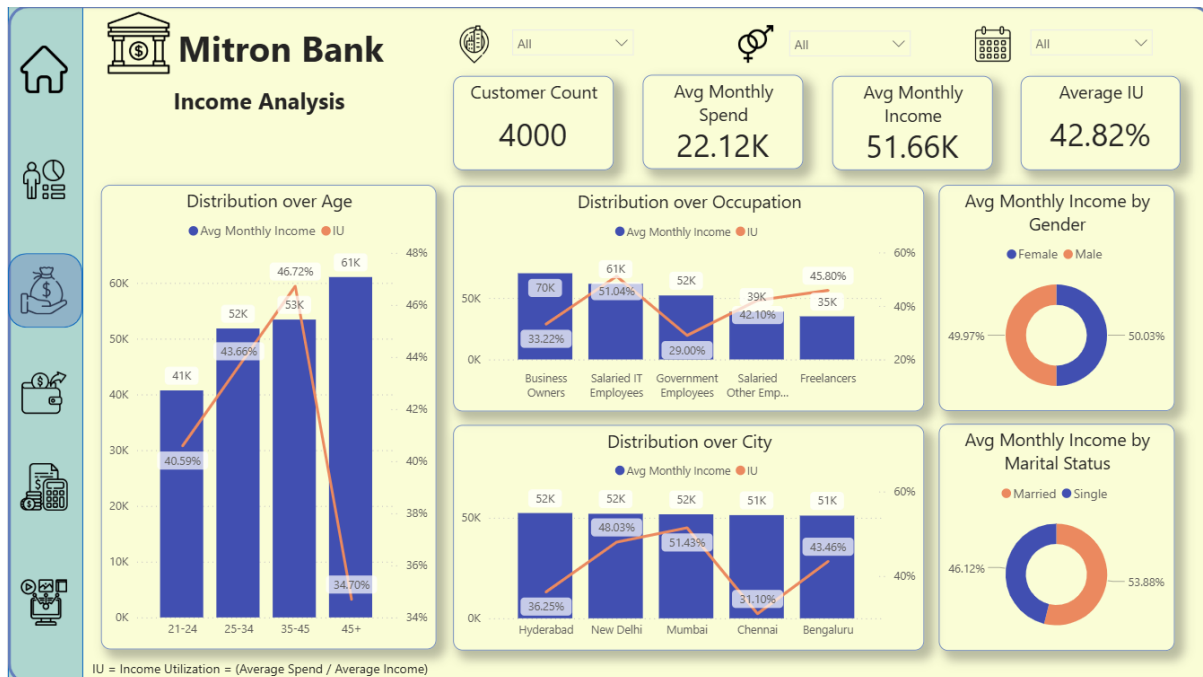 Mitron Bank
Income Analysis
All
All
All
Customer Count
4000
Avg Monthly
Spend
22.12K
Avg Monthly
Income
51.66K
Average IU
42.82%
Distribution over Age
Avg Monthly Income IU
60K
50K
40K
30K
20K
10K
0K
48%
46%
44%
42%
40%
38%
36%
34%
41K
52K
53K
61K
40.59%
43.66%
46.72%
34.70%
21-24 25-34 35-45 45+
Distribution over Occupation
Avg Monthly Income IU
50K
0K
60%
40%
20%
70K
61K
52K
39K
35K
33.22%
51.04%
29.00%
42.10%
45.80%
Business
Owners
Salaried IT
Employees
Government
Employees
Salaried
Other Emp...
Freelancers
Avg Monthly Income by
Gender
Female Male
49.97%
50.03%
Distribution over City
Avg Monthly Income IU
50K
0K
60%
40%
52K
52K
52K
51K
51K
36.25%
48.03%
51.43%
31.10%
43.46%
Hyderabad New Delhi Mumbai Chennai Bengaluru
Avg Monthly Income by
Marital Status
Married Single
46.12%
53.88%
IU = Income Utilization = (Average Spend / Average Income)